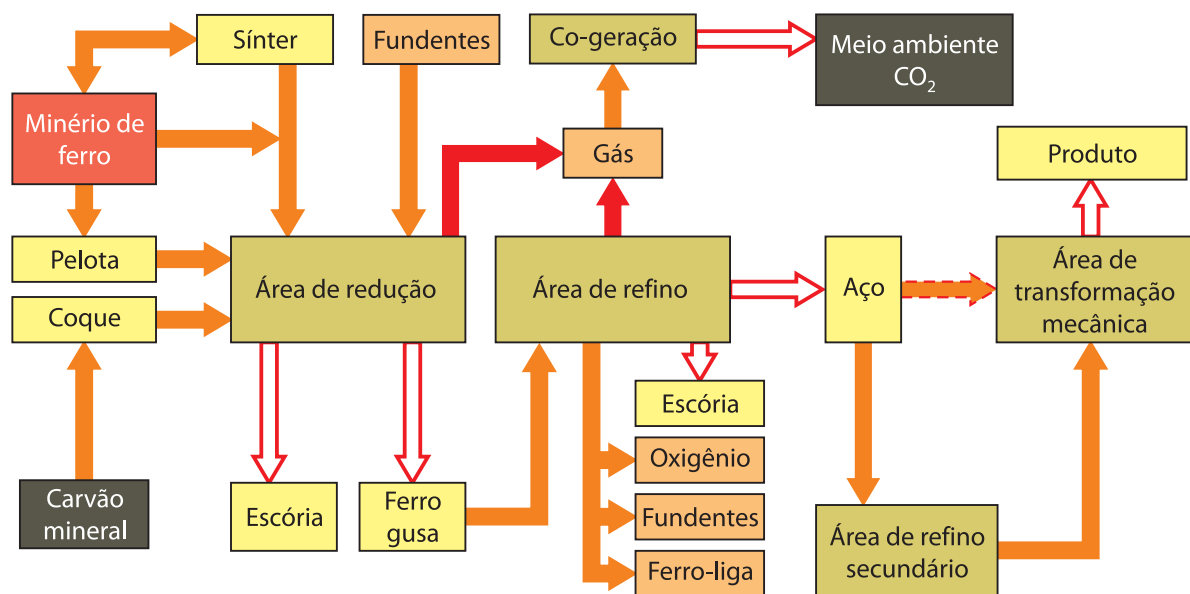 Sínter
Fundentes
Co-geração
Meio ambiente
CO₂
Minério de
ferro
Gás
Produto
Pelota
Coque
Área de redução
Área de refino
Aço
Área de
transformação
mecânica
Escória
Oxigênio
Fundentes
Ferro-liga
Carvão
mineral
Escória
Ferro
gusa
Área de refino
secundário